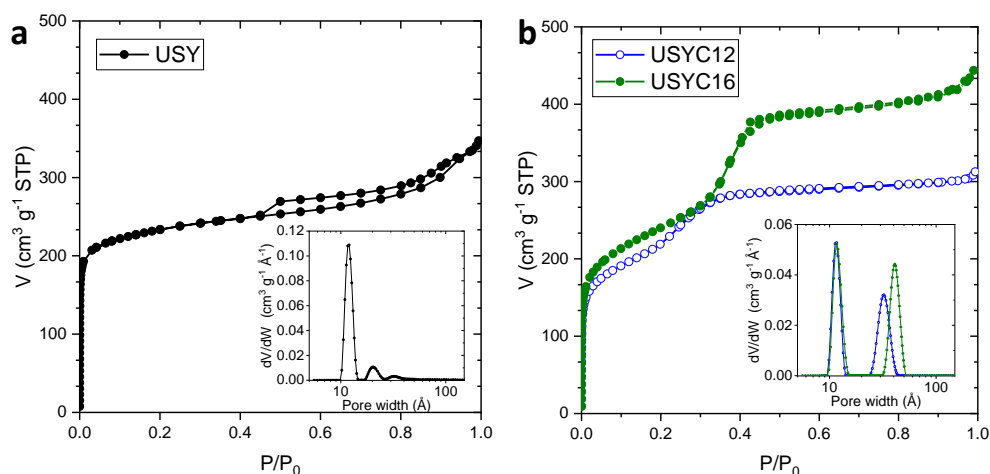 a
USY
500
400
300
200
100
0
V (cm³ g⁻¹ STP)
0.0 0.2 0.4 0.6 0.8 1.0
P/P₀
0.12
0.10
0.08
0.06
0.04
0.02
0.00
dV/dW (cm³ g⁻¹ Å⁻¹)
10 100
Pore width (Å)
b
USYC12
USYC16
500
400
300
200
100
0
V (cm³ g⁻¹ STP)
0.0 0.2 0.4 0.6 0.8 1.0
P/P₀
0.06
0.04
0.02
0.00
dV/dW (cm³ g⁻¹ Å⁻¹)
10 100
Pore width (Å)